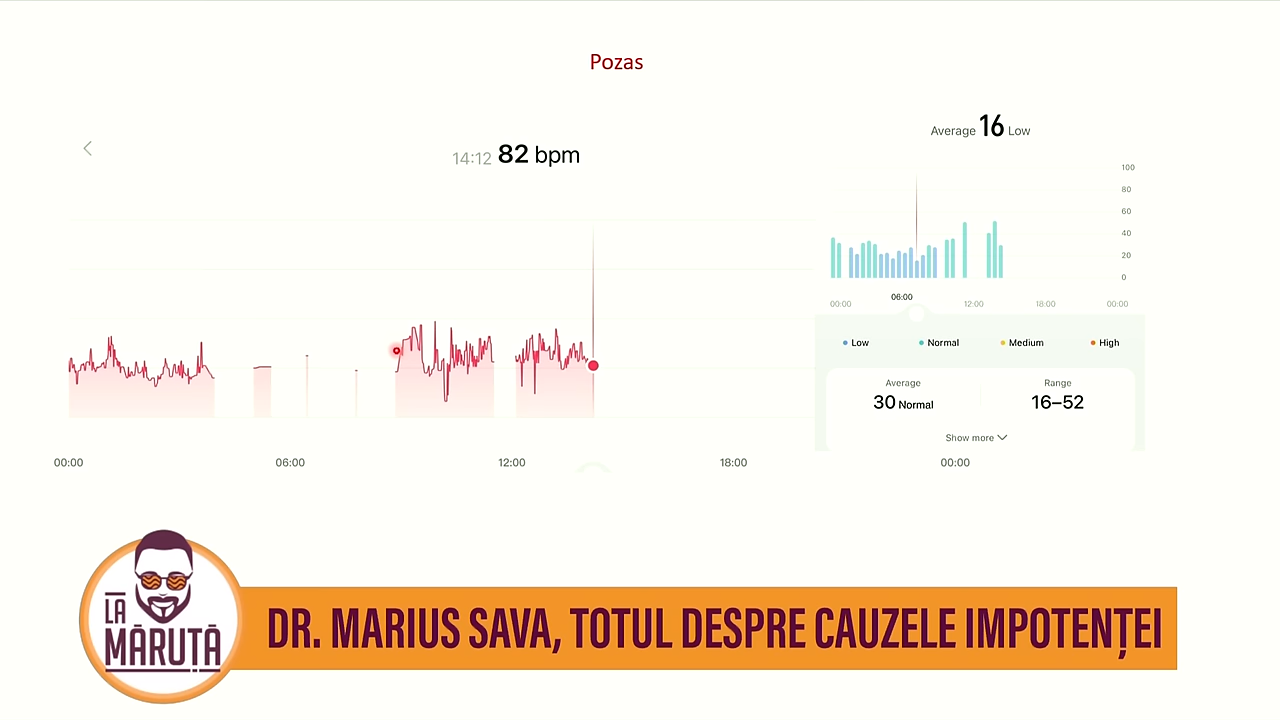 Pozas
14:12 82 bpm
00:00 06:00 12:00 18:00 00:00
Average 16 Low
100
80
60
40
20
0
00:00 06:00 12:00 18:00 00:00
Low Normal Medium High
Average Range
30 Normal 16–52
Show more
LA
MĂRUȚĂ
DR. MARIUS SAVA, TOTUL DESPRE CAUZELE IMPOTENȚEI